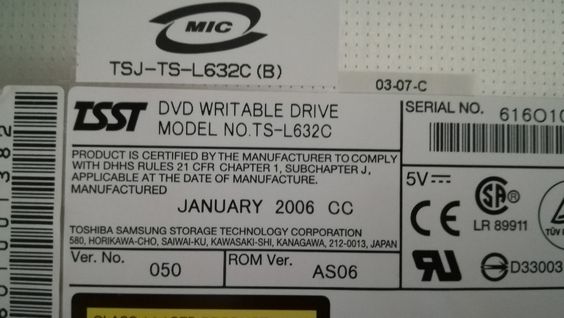 MIC
TSJ-TS-L632C (B)
03-07-C
TSST DVD WRITABLE DRIVE
MODEL NO.TS-L632C
SERIAL NO. 616O10
PRODUCT IS CERTIFIED BY THE MANUFACTURER TO COMPLY
WITH DHHS RULES 21 CFR CHAPTER 1, SUBCHAPTER J,
APPLICABLE AT THE DATE OF MANUFACTURE.
MANUFACTURED
JANUARY 2006 CC
TOSHIBA SAMSUNG STORAGE TECHNOLOGY CORPORATION
580, HORIKAWA-CHO, SAIWAI-KU, KAWASAKI-SHI, KANAGAWA, 212-0013, JAPAN
Ver. No. 050 ROM Ver. AS06
5V
CE SA LR 89911
TÜV
D33003